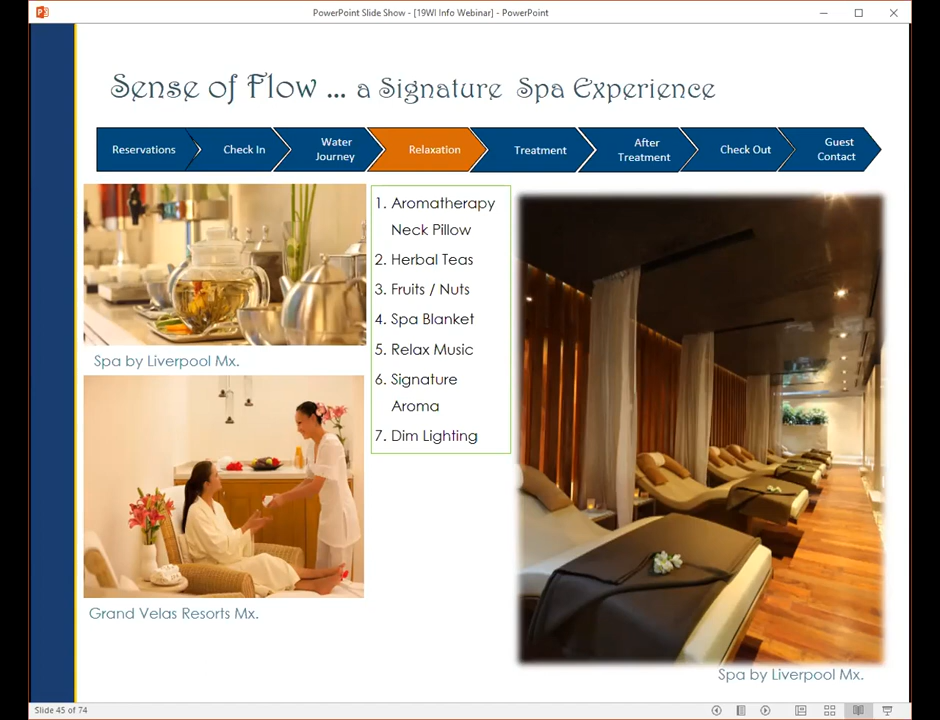 PowerPoint Slide Show - [19WI Info Webinar] - PowerPoint
Sense of Flow ... a Signature Spa Experience
Reservations
Check In
Water
Journey
Relaxation
Treatment
After
Treatment
Check Out
Guest
Contact
1. Aromatherapy
Neck Pillow
2. Herbal Teas
3. Fruits / Nuts
4. Spa Blanket
5. Relax Music
6. Signature
Aroma
7. Dim Lighting
Spa by Liverpool Mx.
Grand Velas Resorts Mx.
Spa by Liverpool Mx.
Slide 45 of 74